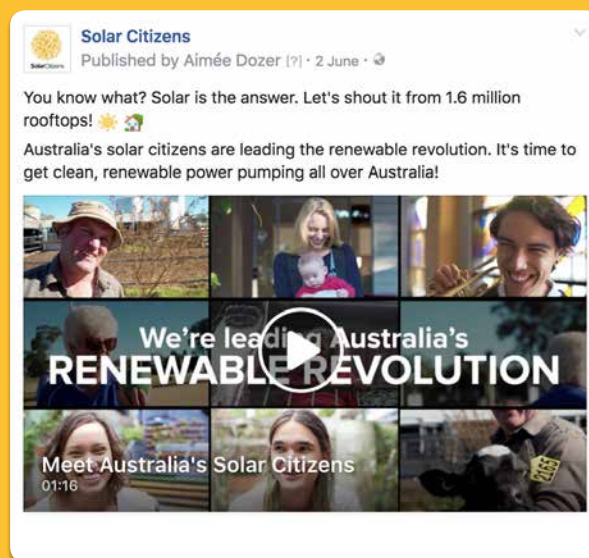 Solar Citizens
Published by Aimée Dozer [?] · 2 June ·
SolarCitizens
You know what? Solar is the answer. Let's shout it from 1.6 million
rooftops! ☀️ 🏡
Australia's solar citizens are leading the renewable revolution. It's time to
get clean, renewable power pumping all over Australia!
We're leading Australia's
RENEWABLE REVOLUTION
Meet Australia's Solar Citizens
01:16
2165